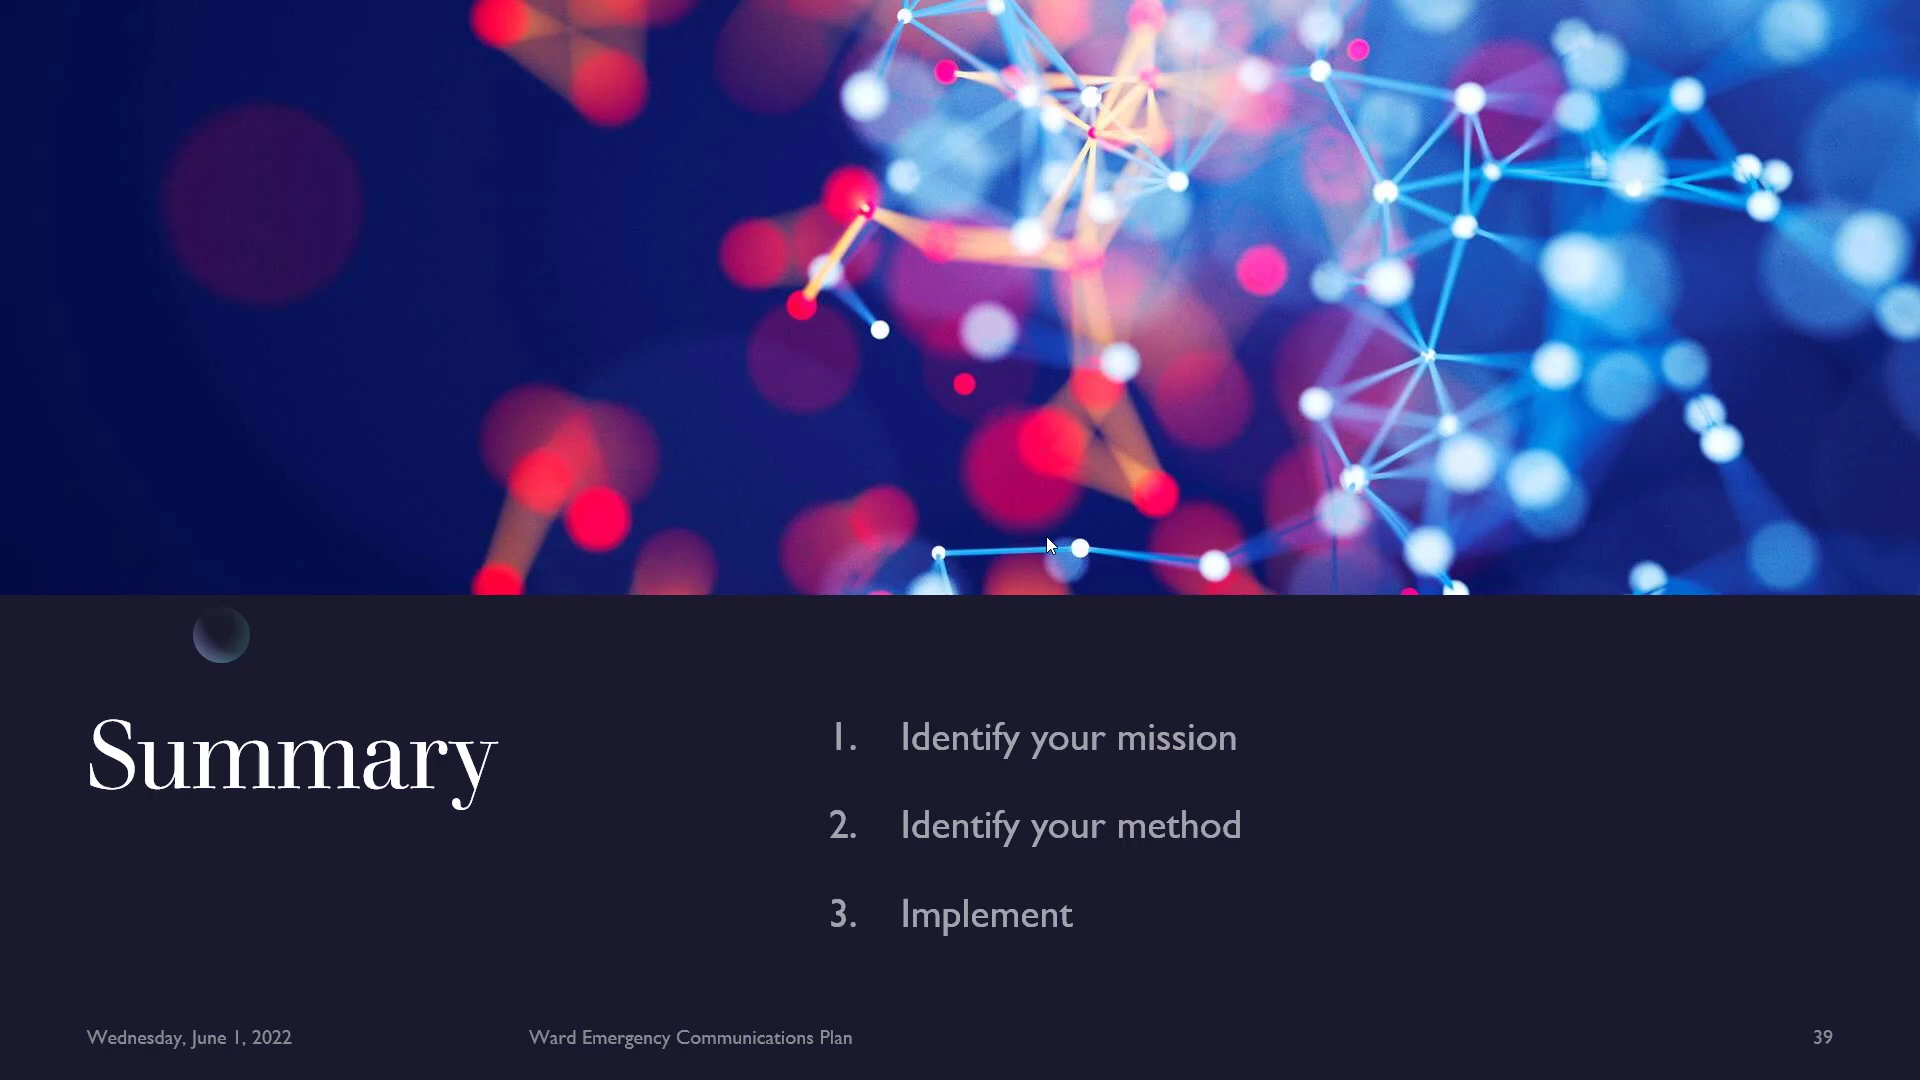 Summary
1. Identify your mission
2. Identify your method
3. Implement
Wednesday, June 1, 2022
Ward Emergency Communications Plan
39